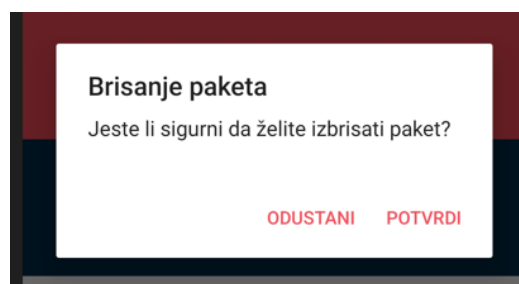 Brisanje paketa
Jeste li sigurni da želite izbrisati paket?
ODUSTANI POTVRDI